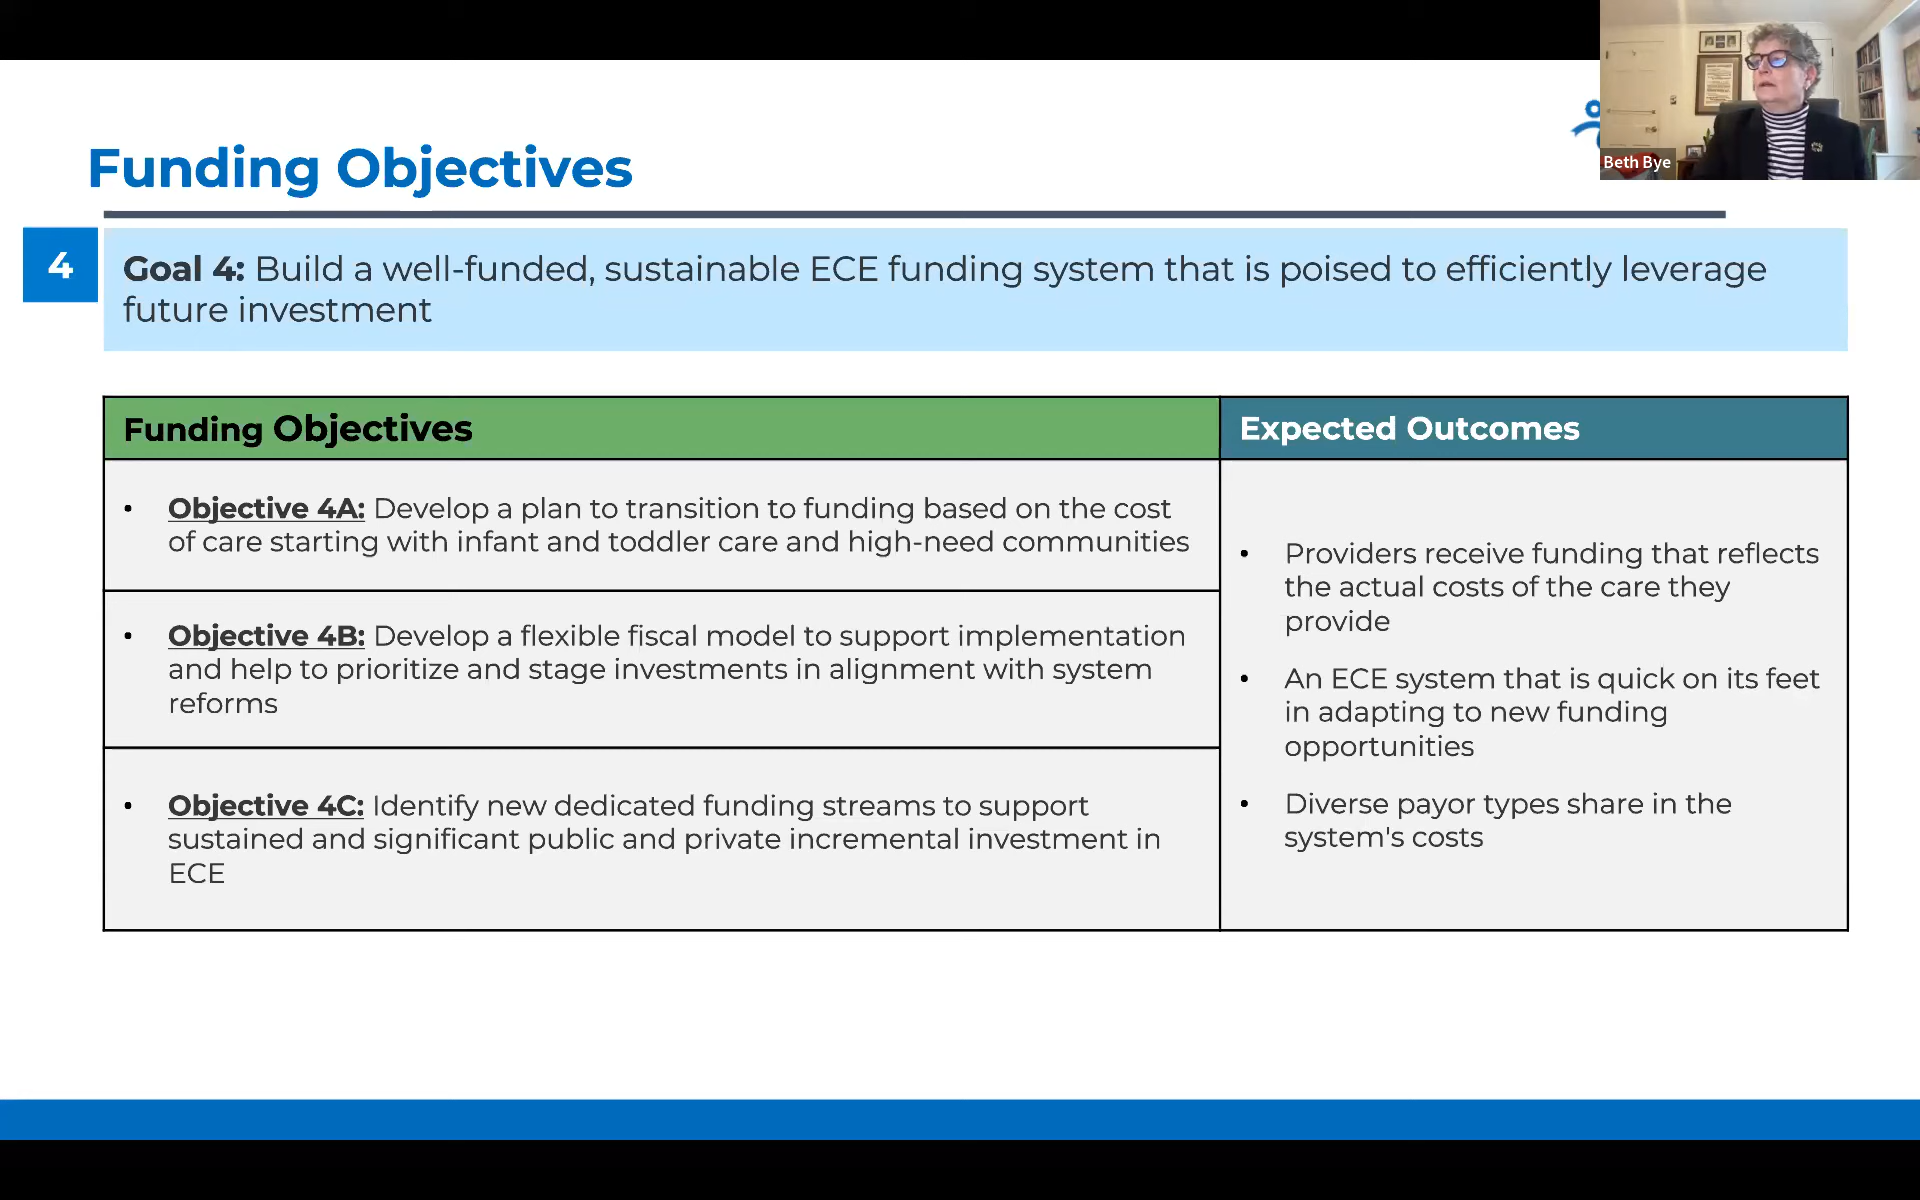 Beth Bye
Funding Objectives
4
Goal 4: Build a well-funded, sustainable ECE funding system that is poised to efficiently leverage
future investment
Funding Objectives
• Objective 4A: Develop a plan to transition to funding based on the cost
of care starting with infant and toddler care and high-need communities
• Objective 4B: Develop a flexible fiscal model to support implementation
and help to prioritize and stage investments in alignment with system
reforms
• Objective 4C: Identify new dedicated funding streams to support
sustained and significant public and private incremental investment in
ECE
Expected Outcomes
• Providers receive funding that reflects
the actual costs of the care they
provide
• An ECE system that is quick on its feet
in adapting to new funding
opportunities
• Diverse payor types share in the
system's costs